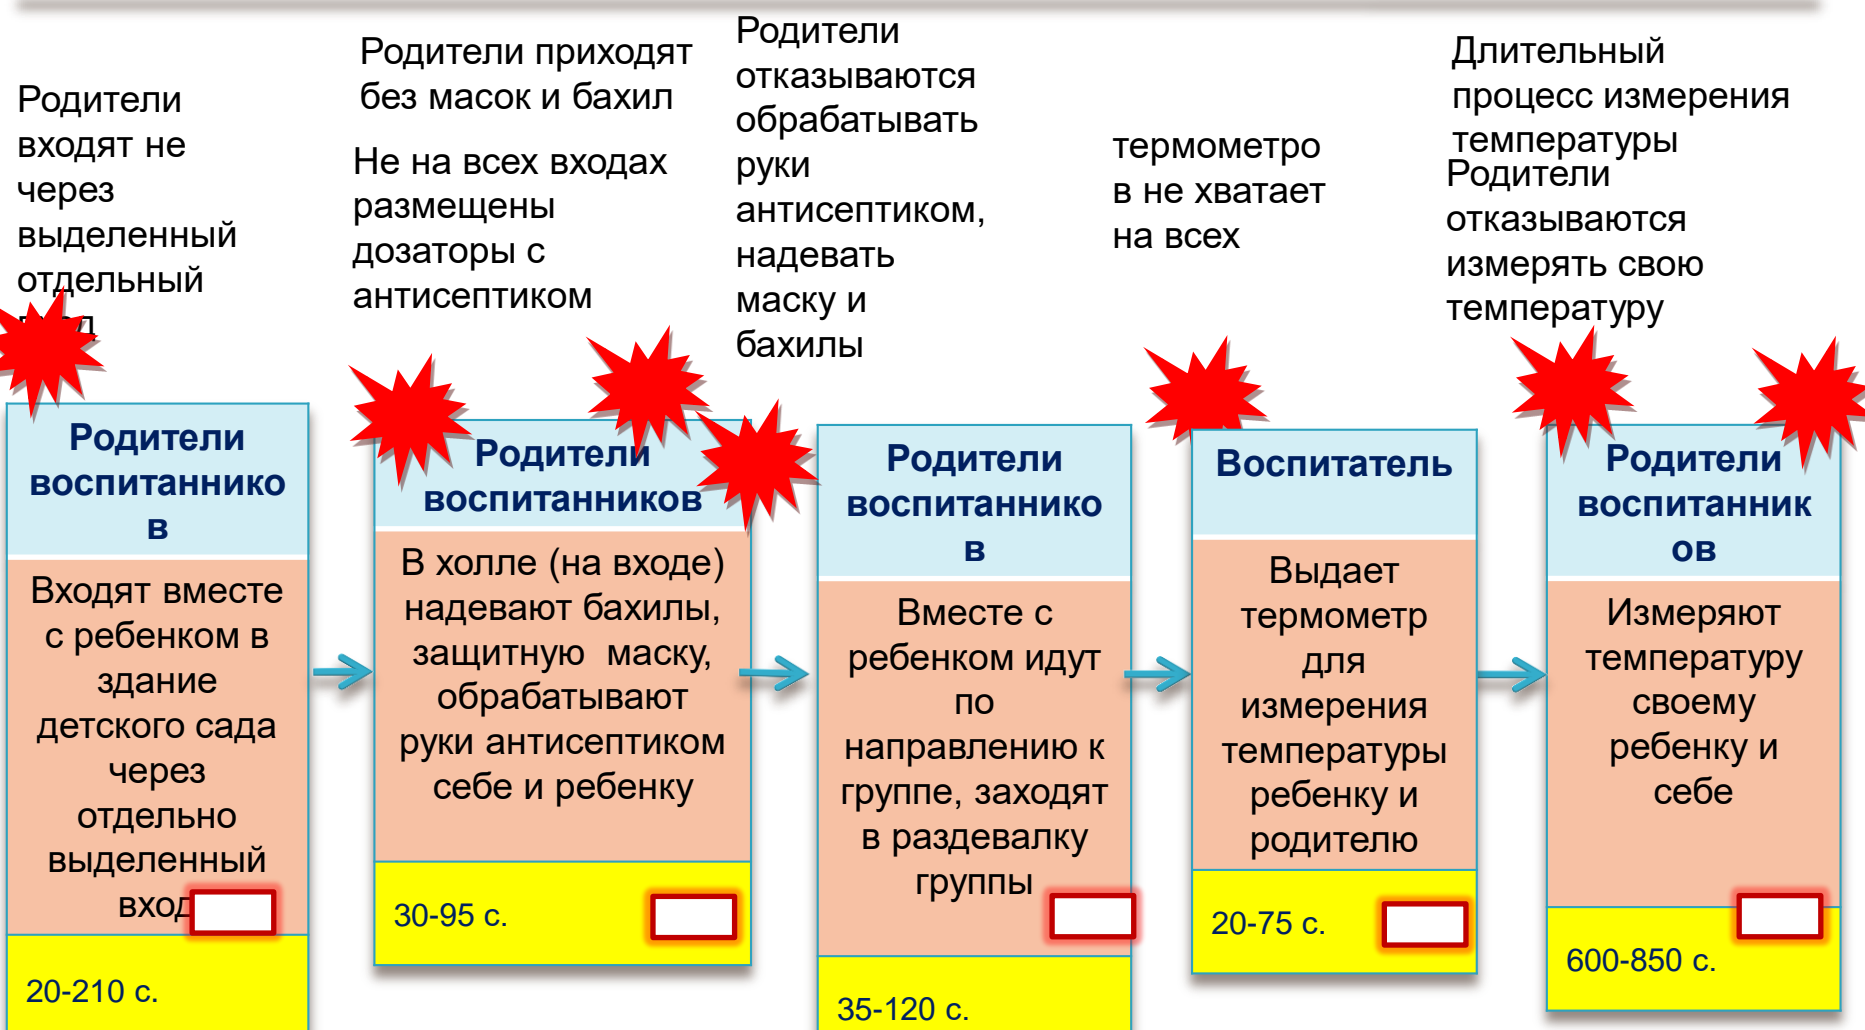 Родители
входят не
через
выделенный
отдельный
Родители приходят
без масок и бахил
Не на всех входах
размещены
дозаторы с
антисептиком
Родители
отказываются
обрабатывать
руки
антисептиком,
надевать
маску и
бахилы
термометро
в не хватает
на всех
Длительный
процесс измерения
температуры
Родители
отказываются
измерять свою
температуру
Родители
воспитаннико
в
Входят вместе
с ребенком в
здание
детского сада
через
отдельно
выделенный
вход
20-210 с.
Родители
воспитанников
В холле (на входе)
надевают бахилы,
защитную маску,
обрабатывают
руки антисептиком
себе и ребенку
30-95 с.
Родители
воспитаннико
в
Вместе с
ребенком идут
по
направлению к
группе, заходят
в раздевалку
группы
35-120 с.
Воспитатель
Выдает
термометр
для
измерения
температуры
ребенку и
родителю
20-75 с.
Родители
воспитанник
ов
Измеряют
температуру
своему
ребенку и
себе
600-850 с.